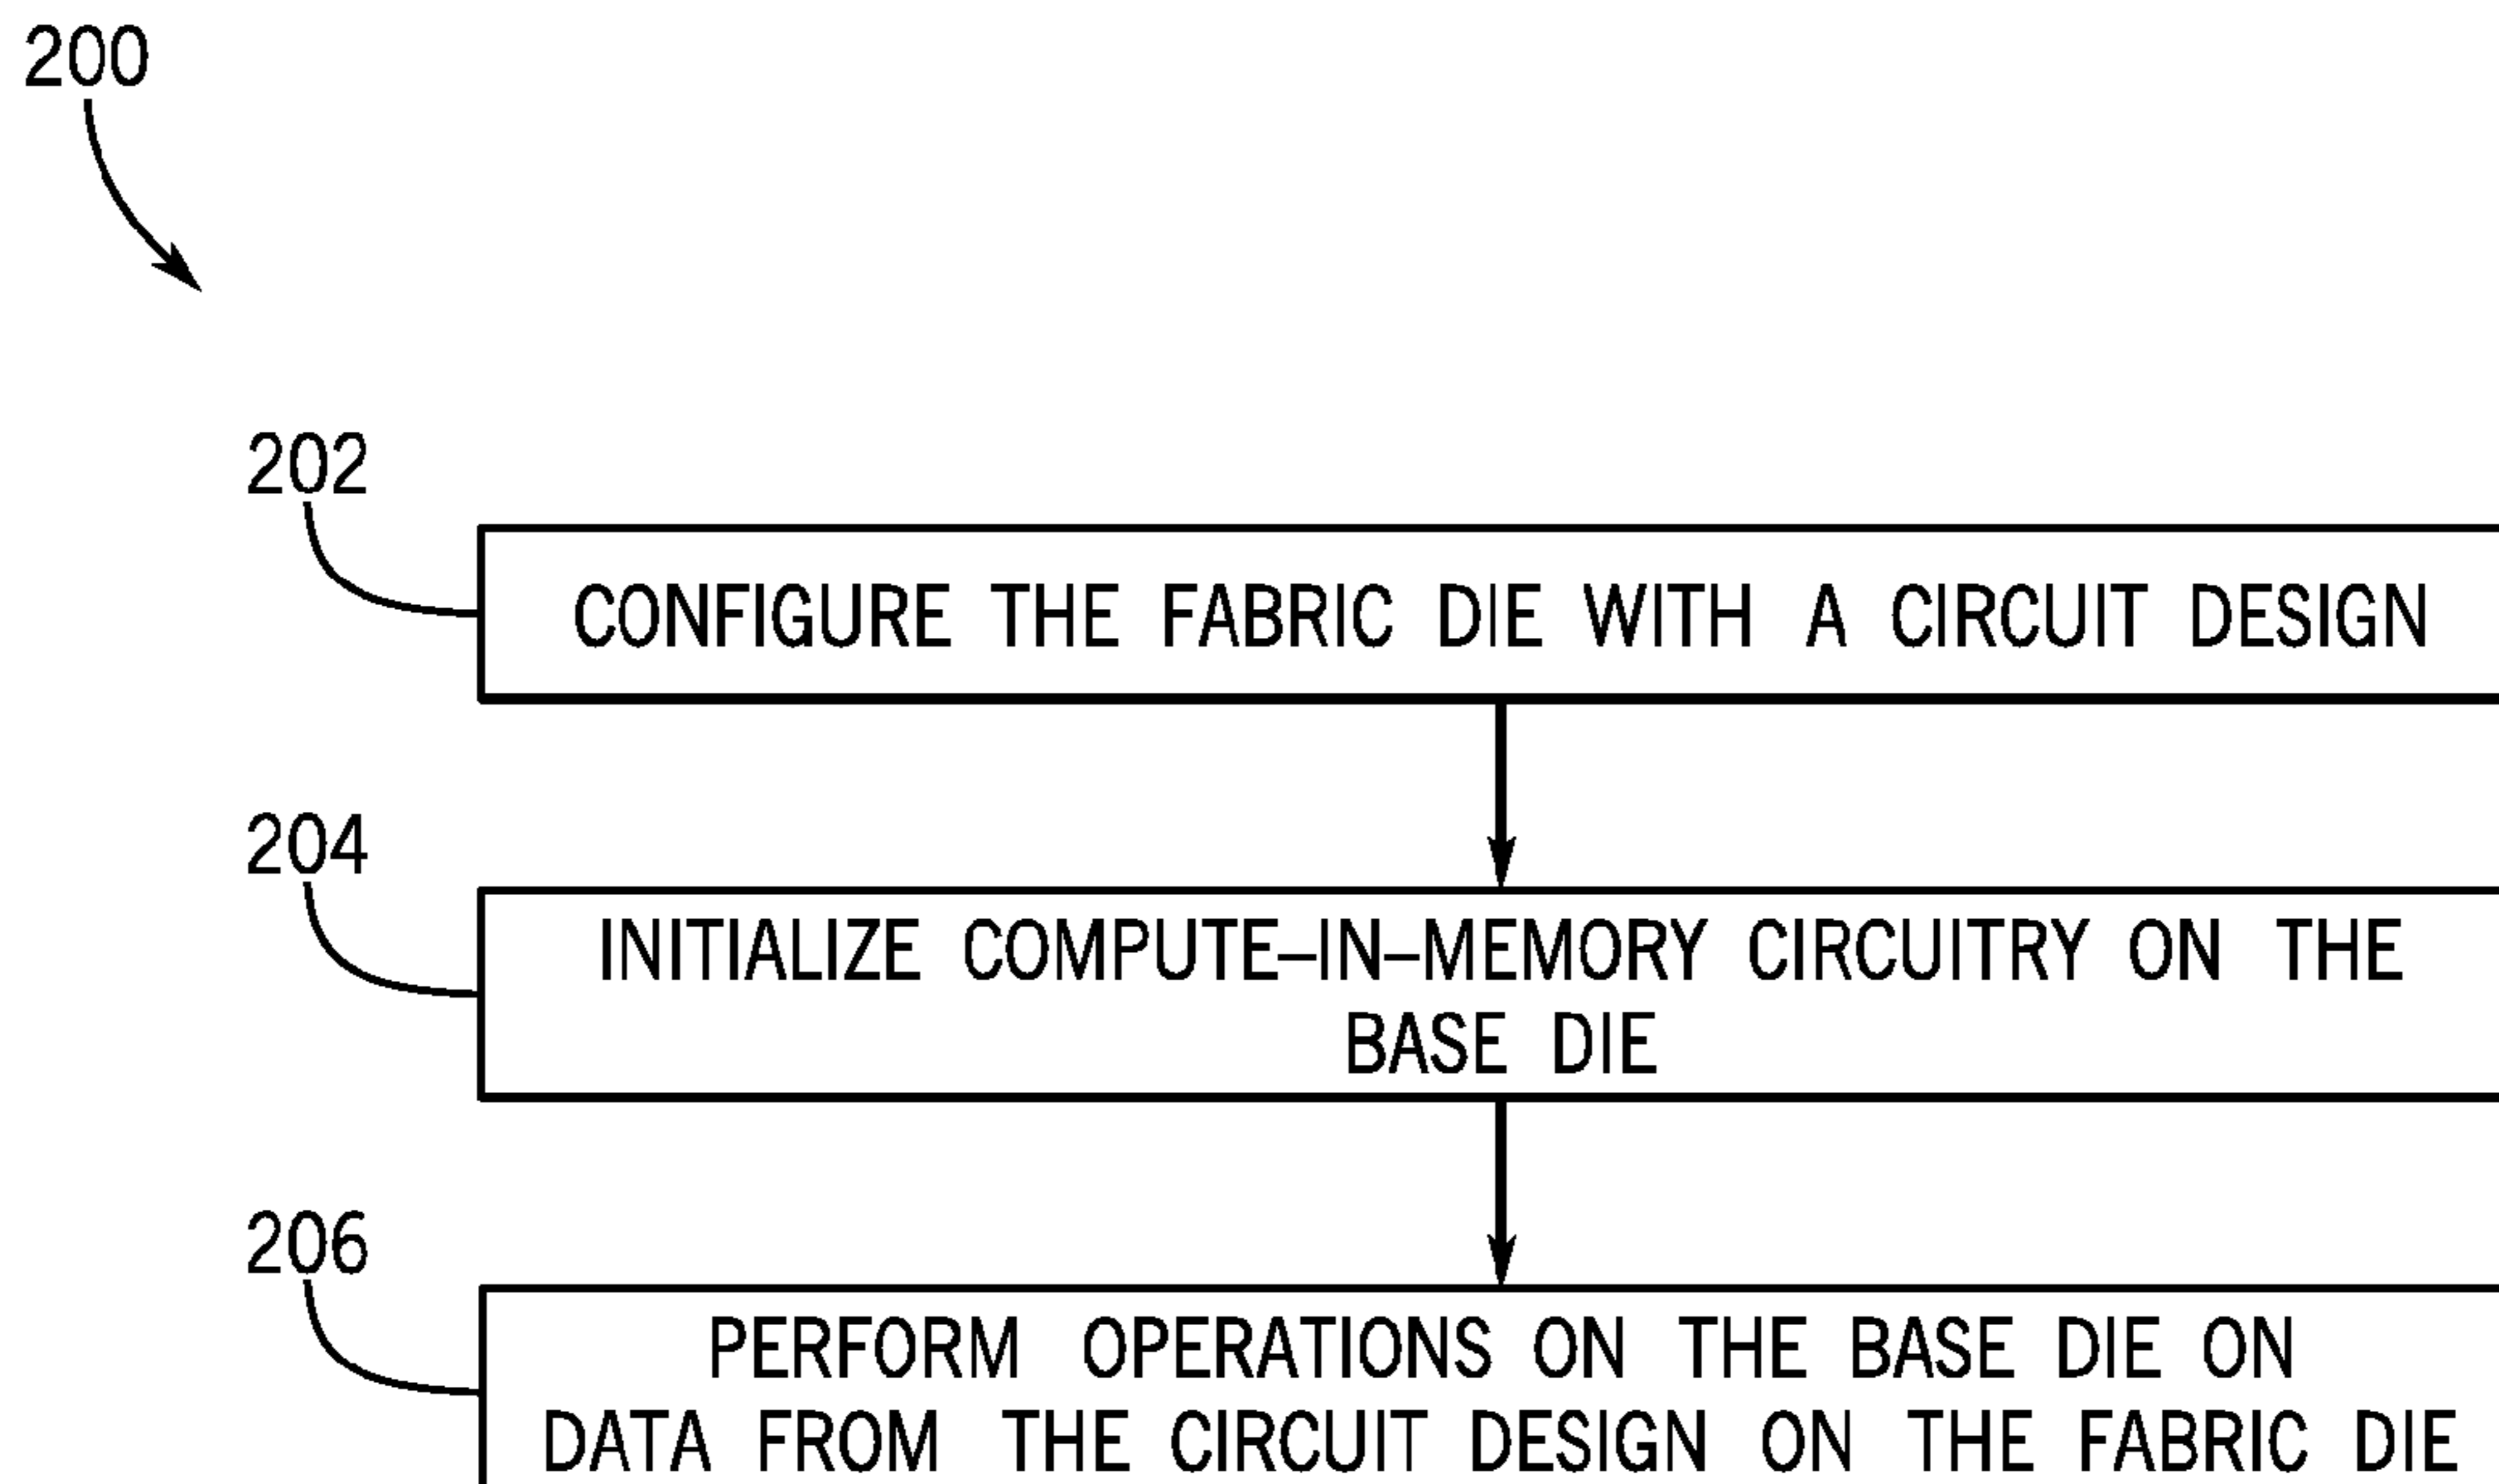 200
202
CONFIGURE THE FABRIC DIE WITH A CIRCUIT DESIGN
204
INITIALIZE COMPUTE–IN–MEMORY CIRCUITRY ON THE
BASE DIE
206
PERFORM OPERATIONS ON THE BASE DIE ON
DATA FROM THE CIRCUIT DESIGN ON THE FABRIC DIE